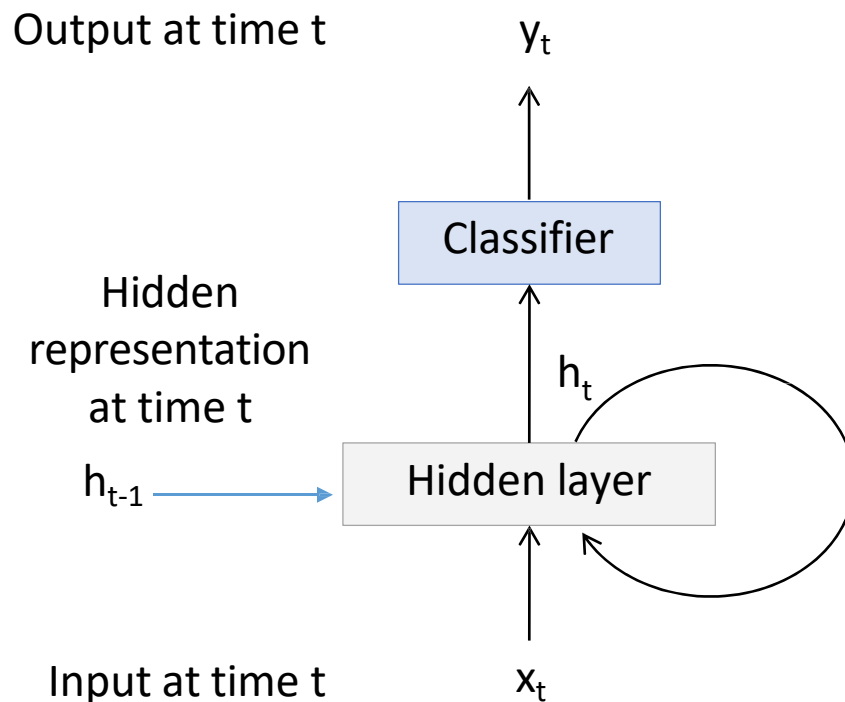 Output at time t
yₜ
Classifier
Hidden
representation
at time t
hₜ
hₜ₋₁
Hidden layer
Input at time t
xₜ